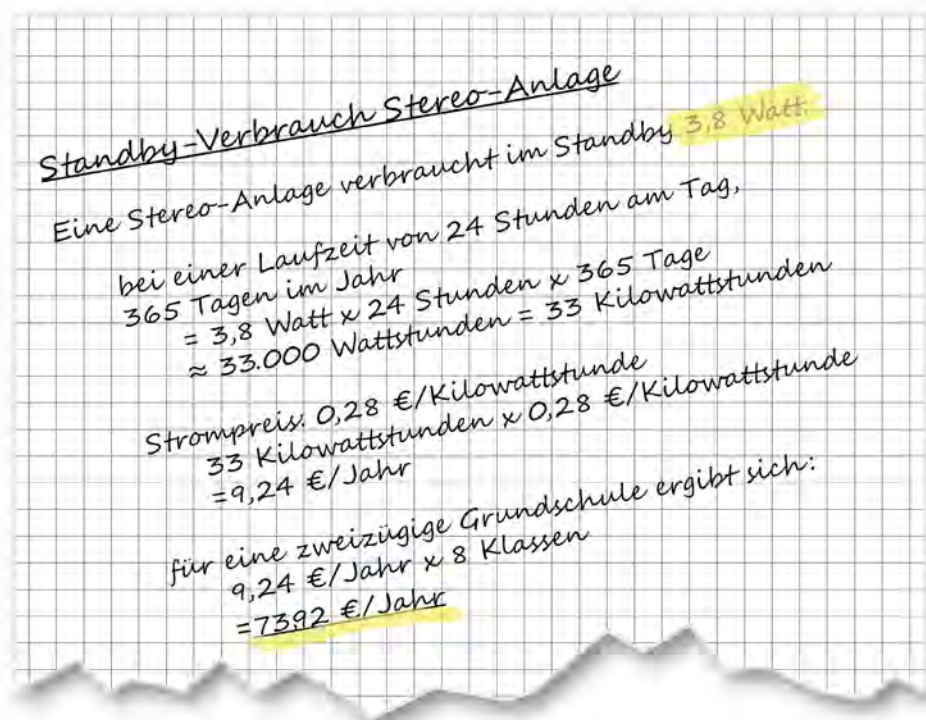 Standby-Verbrauch Stereo-Anlage
Eine Stereo-Anlage verbraucht im Standby 3,8 Watt.
bei einer Laufzeit von 24 Stunden am Tag,
365 Tagen im Jahr
= 3,8 Watt x 24 Stunden x 365 Tage
≈ 33.000 Wattstunden = 33 Kilowattstunden
Strompreis: 0,28 €/Kilowattstunde
33 Kilowattstunden x 0,28 €/Kilowattstunde
=9,24 €/Jahr
für eine zweizügige Grundschule ergibt sich:
9,24 €/Jahr x 8 Klassen
=73,92 €/Jahr